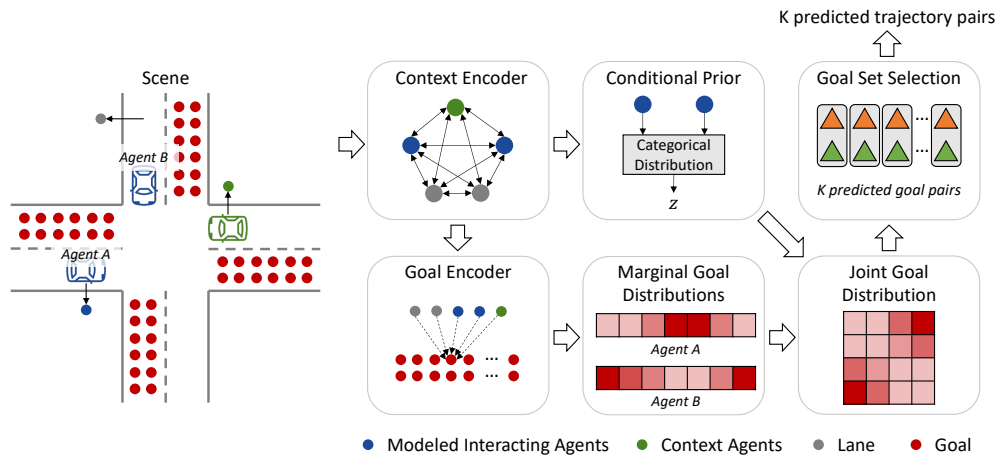 K predicted trajectory pairs
Scene
Agent B
Agent A
Context Encoder
Conditional Prior
Categorical
Distribution
z
Goal Set Selection
...
K predicted goal pairs
Goal Encoder
...
...
Marginal Goal
Distributions
Agent A
Agent B
Joint Goal
Distribution
Modeled Interacting Agents
Context Agents
Lane
Goal